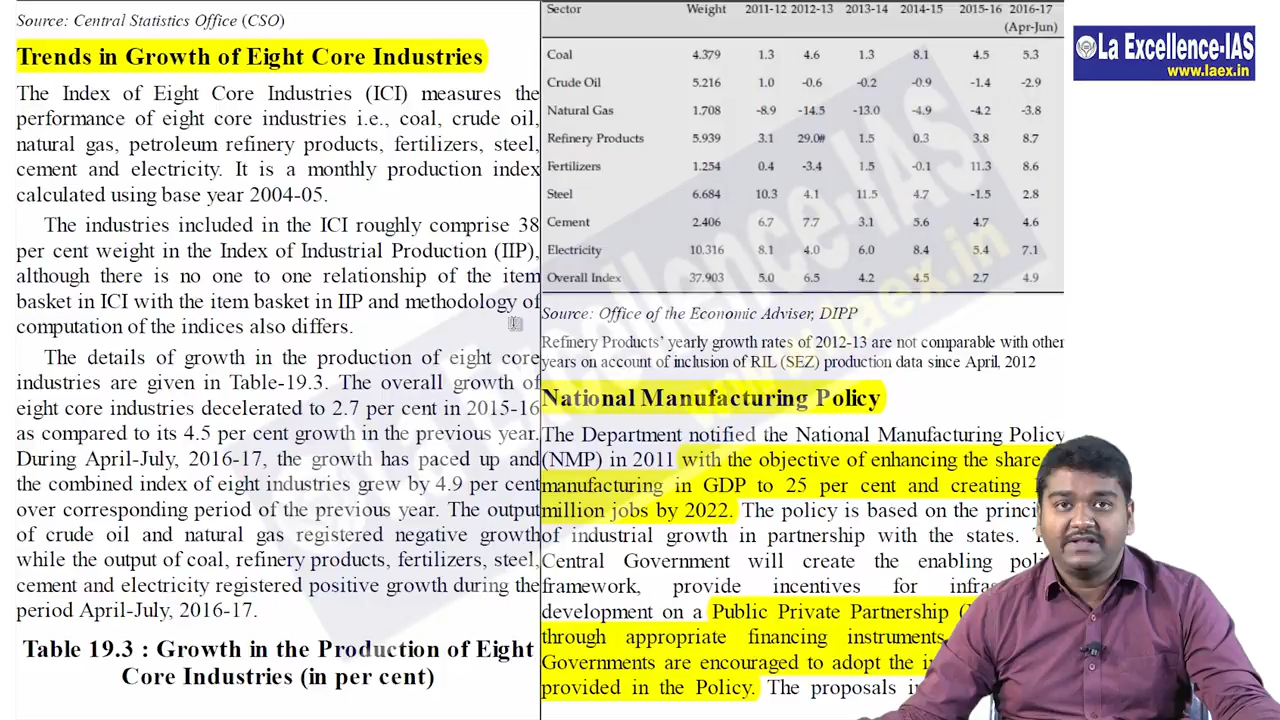 Source: Central Statistics Office (CSO)
Trends in Growth of Eight Core Industries
The Index of Eight Core Industries (ICI) measures the
performance of eight core industries i.e., coal, crude oil,
natural gas, petroleum refinery products, fertilizers, steel,
cement and electricity. It is a monthly production index
calculated using base year 2004-05.
The industries included in the ICI roughly comprise 38
per cent weight in the Index of Industrial Production (IIP),
although there is no one to one relationship of the item
basket in ICI with the item basket in IIP and methodology of
computation of the indices also differs.
The details of growth in the production of eight core
industries are given in Table-19.3. The overall growth of
eight core industries decelerated to 2.7 per cent in 2015-16
as compared to its 4.5 per cent growth in the previous year.
During April-July, 2016-17, the growth has paced up and
the combined index of eight industries grew by 4.9 per cent
over corresponding period of the previous year. The output
of crude oil and natural gas registered negative growth
while the output of coal, refinery products, fertilizers, steel,
cement and electricity registered positive growth during the
period April-July, 2016-17.
Table 19.3 : Growth in the Production of Eight
Core Industries (in per cent)
Sector Weight 2011-12 2012-13 2013-14 2014-15 2015-16 2016-17
(Apr-Jun)
Coal 4.379 1.3 4.6 1.3 8.1 4.5 5.3
Crude Oil 5.216 1.0 -0.6 -0.2 -0.9 -1.4 -2.9
Natural Gas 1.708 -8.9 -14.5 -13.0 -4.9 -4.2 -3.8
Refinery Products 5.939 3.1 29.0# 1.5 0.3 3.8 8.7
Fertilizers 1.254 0.4 -3.4 1.5 -0.1 11.3 8.6
Steel 6.684 10.3 4.1 11.5 4.7 -1.5 2.8
Cement 2.406 6.7 7.7 3.1 5.6 4.7 4.6
Electricity 10.316 8.1 4.0 6.0 8.4 5.4 7.1
Overall Index 37.903 5.0 6.5 4.2 4.5 2.7 4.9
Source: Office of the Economic Adviser, DIPP
Refinery Products' yearly growth rates of 2012-13 are not comparable with other
years on account of inclusion of RIL (SEZ) production data since April, 2012
National Manufacturing Policy
The Department notified the National Manufacturing Policy
(NMP) in 2011 with the objective of enhancing the share
manufacturing in GDP to 25 per cent and creating
million jobs by 2022. The policy is based on the
of industrial growth in partnership with the states.
Central Government will create the enabling
framework, provide incentives for
development on a Public Private Partnership
through appropriate financing instruments
Governments are encouraged to adopt the
provided in the Policy. The proposals
La Excellence-IAS
www.laex.in